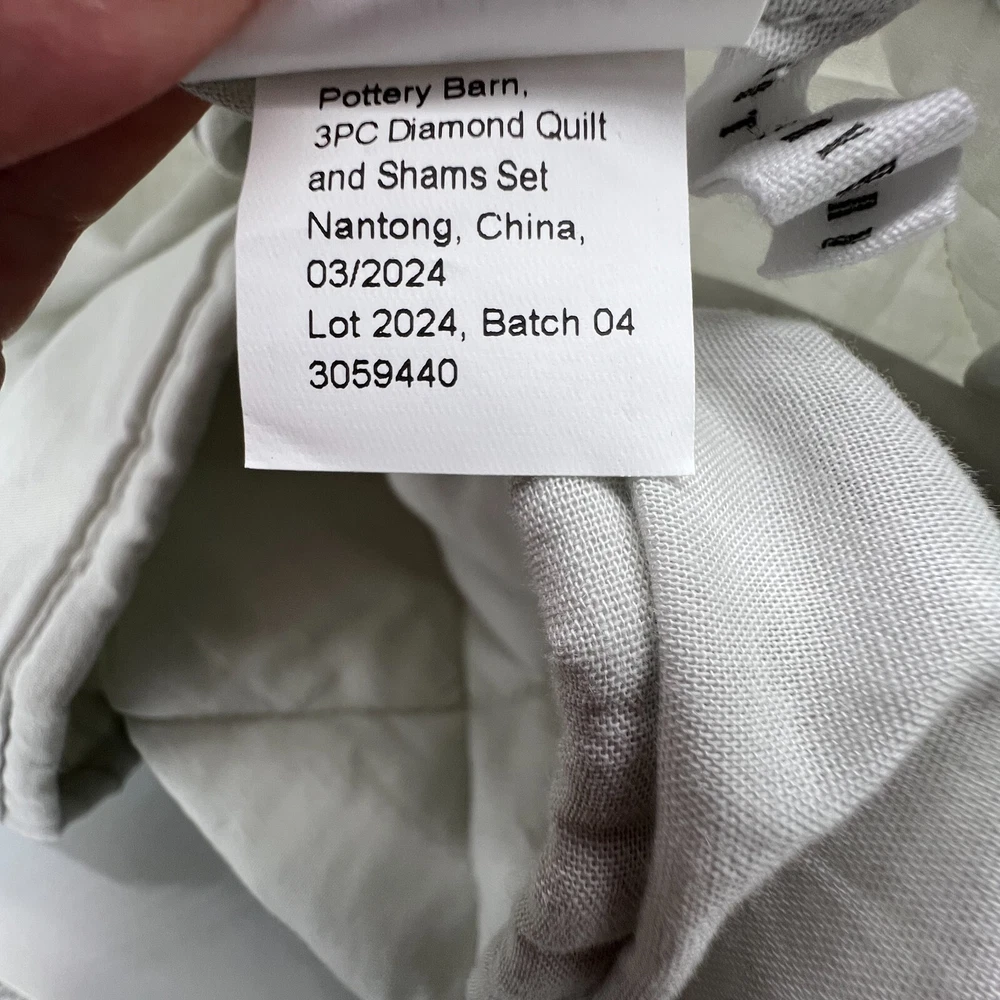 Pottery Barn,
3PC Diamond Quilt
and Shams Set
Nantong, China,
03/2024
Lot 2024, Batch 04
3059440